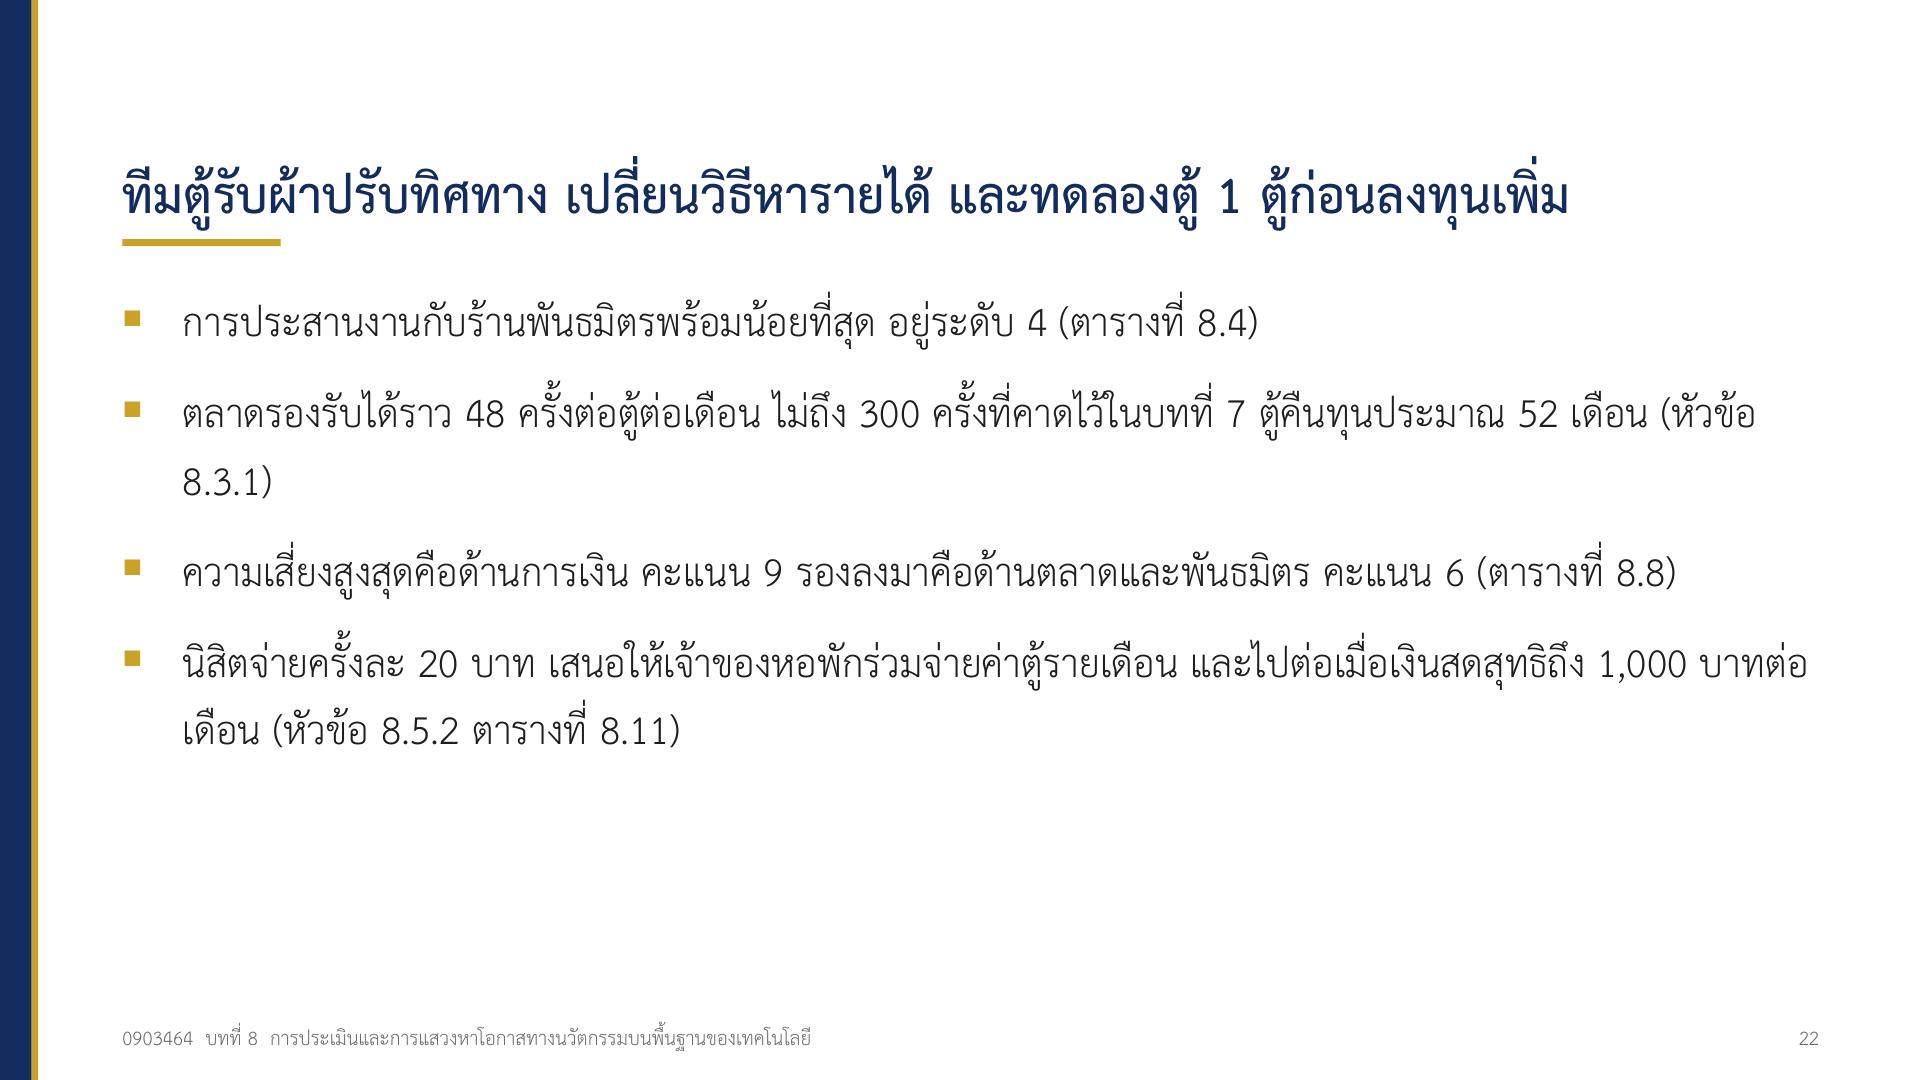 ทีมตู้รับผ้าปรับทิศทาง เปลี่ยนวิธีหารายได้ และทดลองตู้ 1 ตู้ก่อนลงทุนเพิ่ม
การประสานงานกับร้านพันธมิตรพร้อมน้อยที่สุด อยู่ระดับ 4 (ตารางที่ 8.4)
ตลาดรองรับได้ราว 48 ครั้งต่อตู้ต่อเดือน ไม่ถึง 300 ครั้งที่คาดไว้ในบทที่ 7 ตู้คืนทุนประมาณ 52 เดือน (หัวข้อ
8.3.1)
ความเสี่ยงสูงสุดคือด้านการเงิน คะแนน 9 รองลงมาคือด้านตลาดและพันธมิตร คะแนน 6 (ตารางที่ 8.8)
นิสิตจ่ายครั้งละ 20 บาท เสนอให้เจ้าของหอพักร่วมจ่ายค่าตู้รายเดือน และไปต่อเมื่อเงินสดสุทธิถึง 1,000 บาทต่อ
เดือน (หัวข้อ 8.5.2 ตารางที่ 8.11)
0903464 บทที่ 8 การประเมินและการแสวงหาโอกาสทางนวัตกรรมบนพื้นฐานของเทคโนโลยี
22